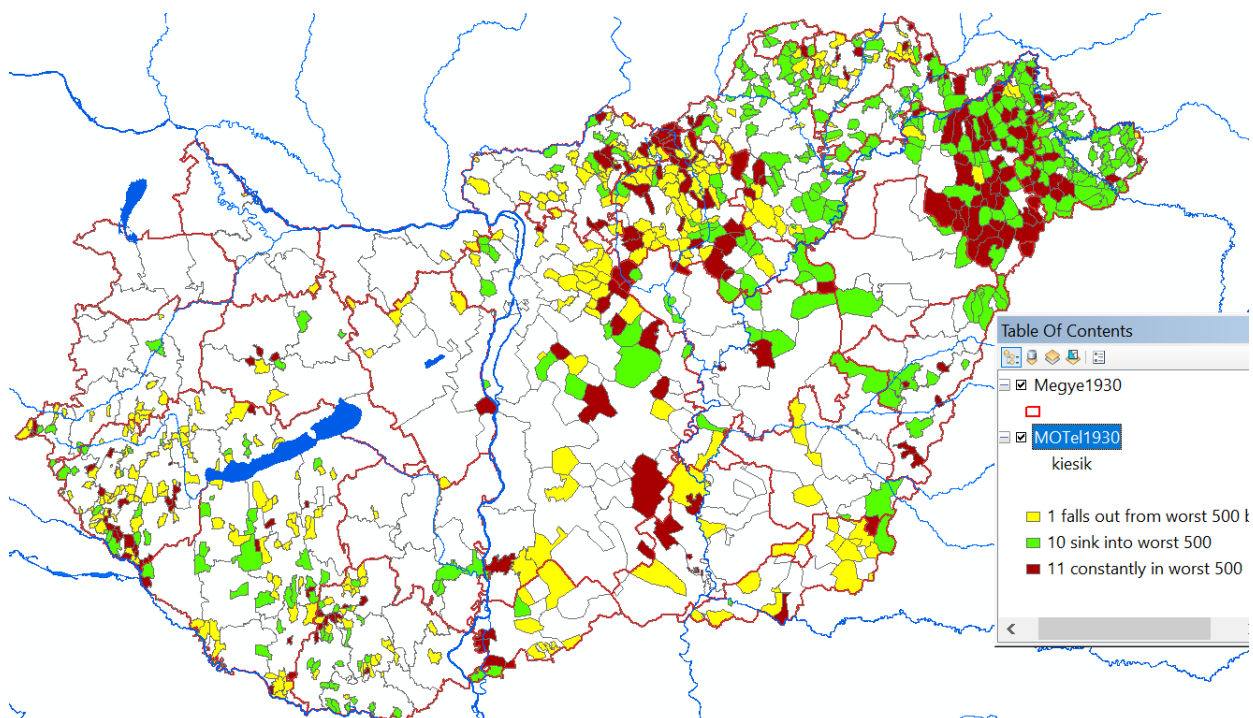 Table Of Contents
Megye1930
MOTel1930
kiesik
1 falls out from worst 500 b
10 sink into worst 500
11 constantly in worst 500